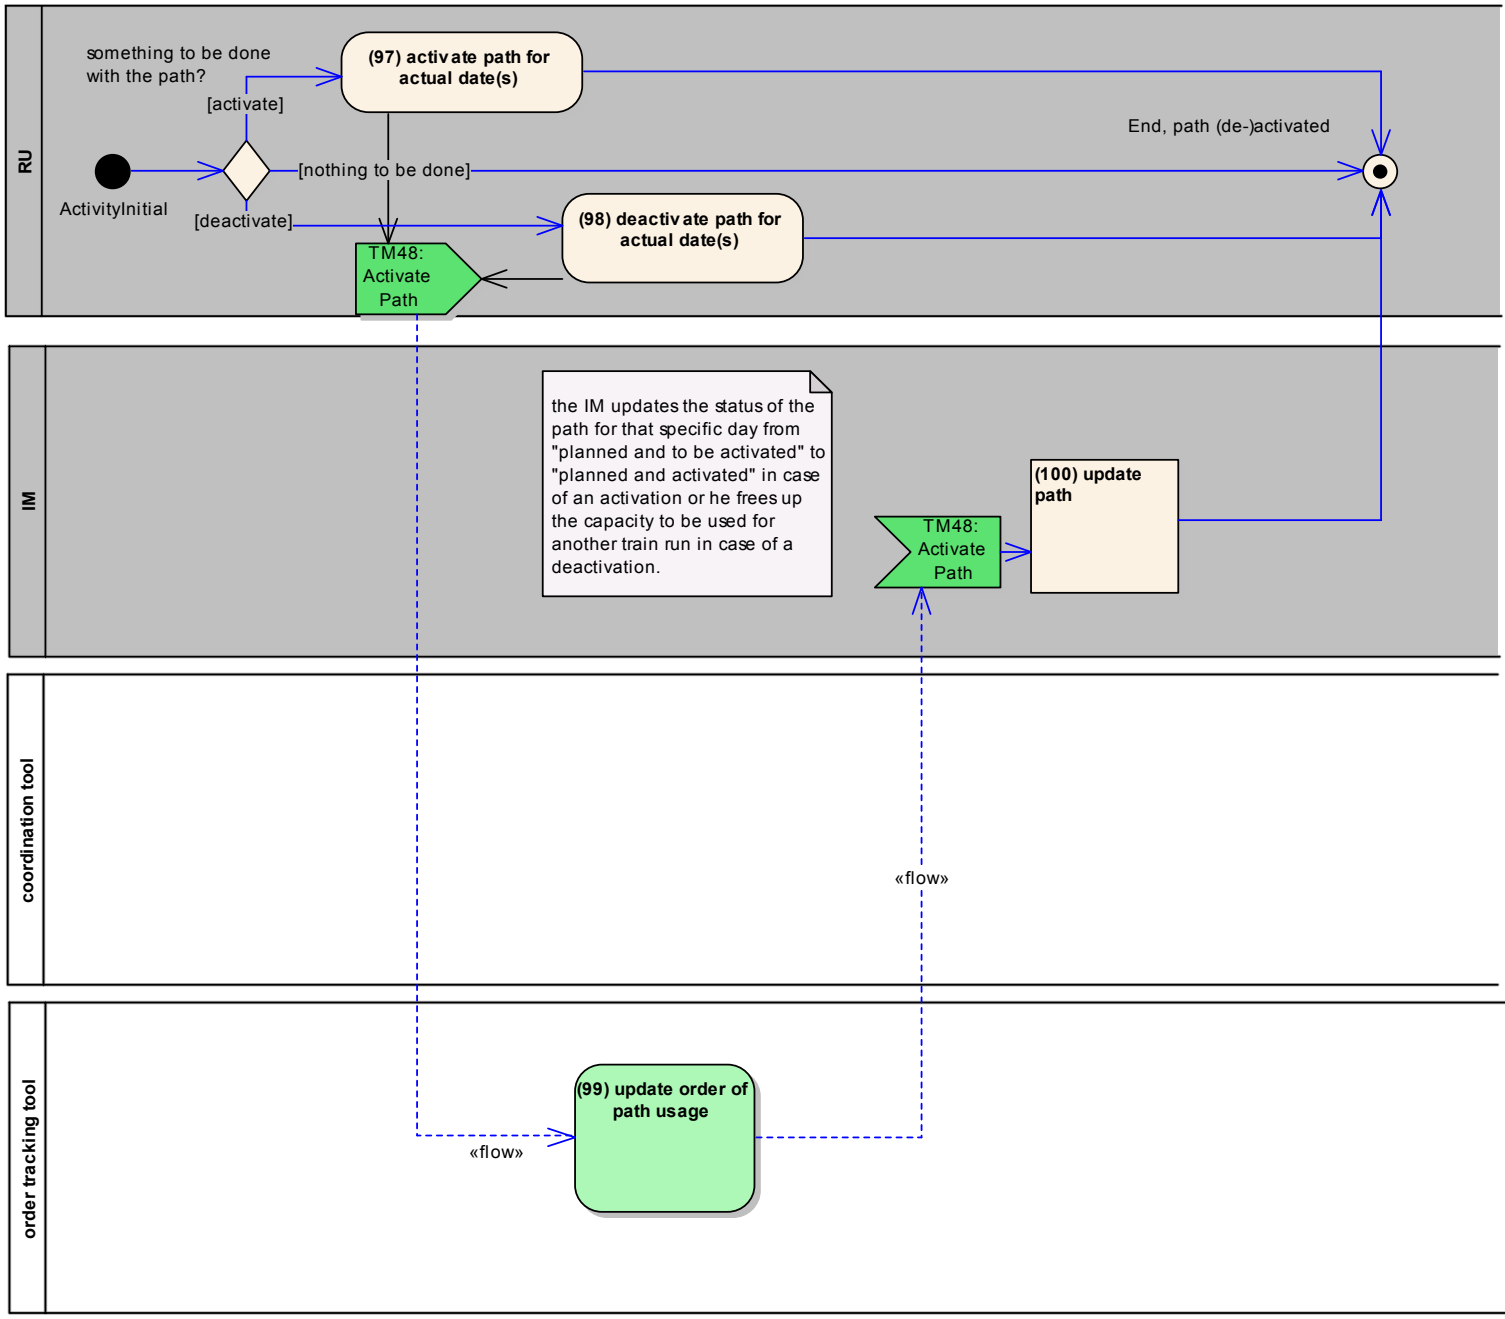 RU
something to be done
with the path?
[activate]
(97) activate path for
actual date(s)
End, path (de-)activated
[nothing to be done]
ActivityInitial
[deactivate]
(98) deactivate path for
actual date(s)
TM48:
Activate
Path
IM
the IM updates the status of the
path for that specific day from
"planned and to be activated" to
"planned and activated" in case
of an activation or he frees up
the capacity to be used for
another train run in case of a
deactivation.
TM48:
Activate
Path
(100) update
path
coordination tool
«flow»
order tracking tool
(99) update order of
path usage
«flow»